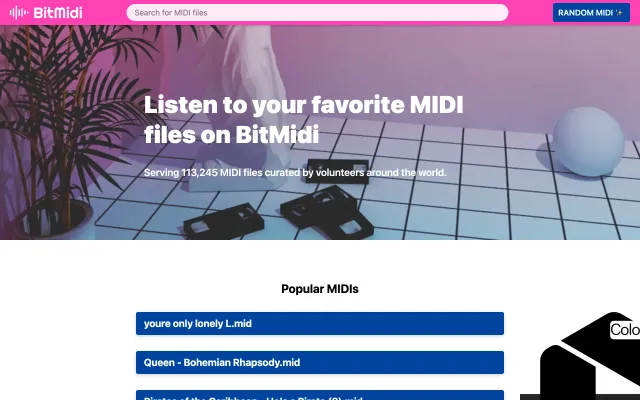 BitMidi
Search for MIDI files
RANDOM MIDI ✨
Listen to your favorite MIDI
files on BitMidi
Serving 113,245 MIDI files curated by volunteers around the world.
Popular MIDIs
youre only lonely L.mid
Queen - Bohemian Rhapsody.mid
Colo